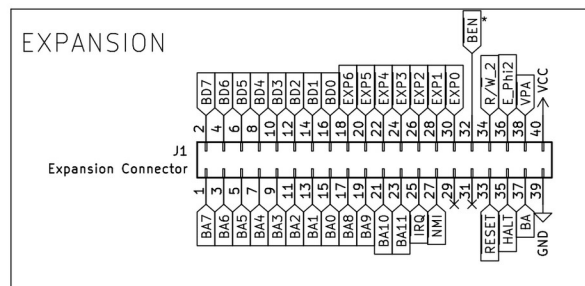 EXPANSION
BEN *
BD7 BD6 BD5 BD4 BD3 BD2 BD1 BD0 EXP6 EXP5 EXP4 EXP3 EXP2 EXP1 EXP0 R/W_2 E_Phi2 VPA VCC
2 4 6 8 10 12 14 16 18 20 22 24 26 28 30 32 34 36 38 40
J1
Expansion Connector
1 3 5 7 9 11 13 15 17 19 21 23 25 27 29 31 33 35 37 39
BA7 BA6 BA5 BA4 BA3 BA2 BA1 BA0 BA8 BA9 BA10 BA11 IRQ NMI RESET HALT BA GND